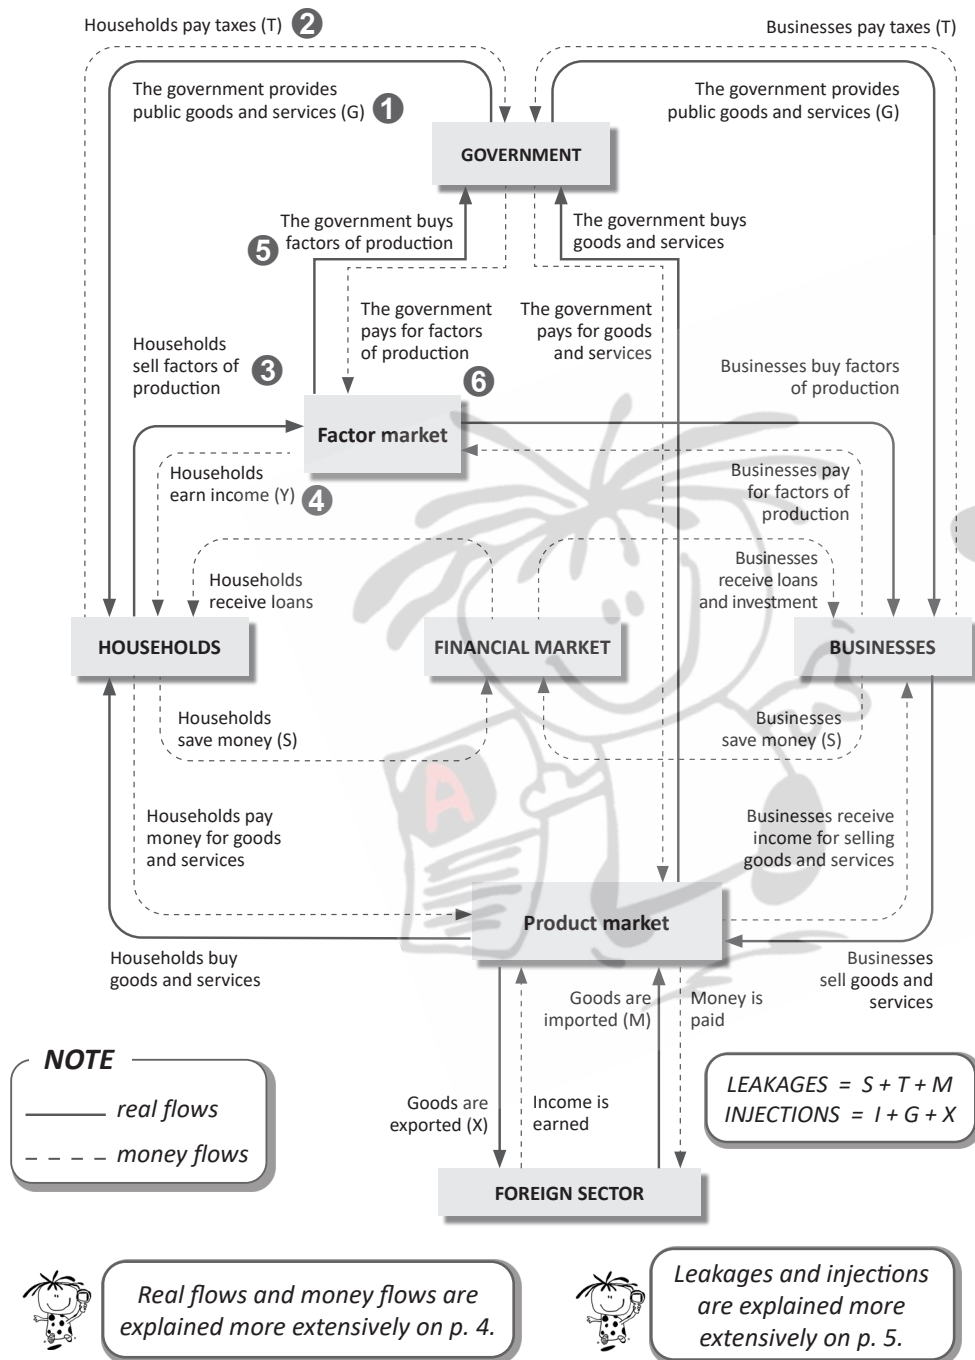 Households pay taxes (T) 2
Businesses pay taxes (T)
The government provides
public goods and services (G) 1
The government provides
public goods and services (G)
GOVERNMENT
The government buys
factors of production
5
The government buys
goods and services
The government
pays for factors
of production
6
The government
pays for goods
and services
Households
sell factors of
production
3
Businesses buy factors
of production
Factor market
Households
earn income (Y) 4
Businesses pay
for factors of
production
Households
receive loans
Businesses
receive loans
and investment
HOUSEHOLDS
FINANCIAL MARKET
BUSINESSES
Households
save money (S)
Businesses
save money (S)
A
Households pay
money for goods
and services
Businesses receive
income for selling
goods and services
Product market
Households buy
goods and services
Businesses
sell goods and
services
Goods are
imported (M)
Money is
paid
NOTE
real flows
money flows
Goods are
exported (X)
Income is
earned
LEAKAGES = S + T + M
INJECTIONS = I + G + X
FOREIGN SECTOR
Real flows and money flows are
explained more extensively on p. 4.
Leakages and injections
are explained more
extensively on p. 5.